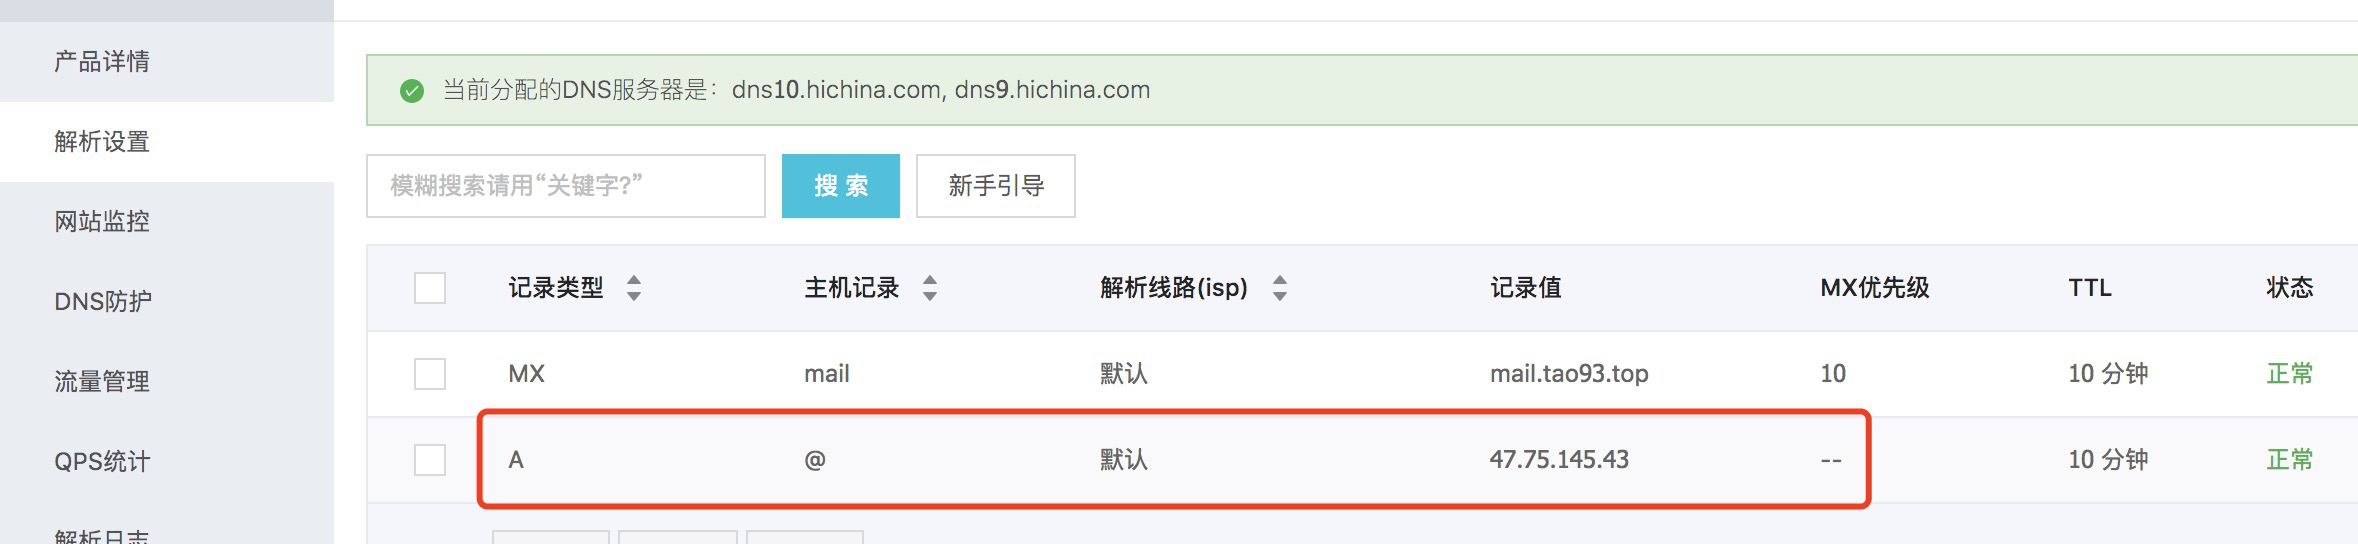 产品详情
解析设置
网站监控
DNS防护
流量管理
QPS统计
解析日志
当前分配的DNS服务器是：dns10.hichina.com, dns9.hichina.com
模糊搜索请用“关键字?” 搜 索 新手引导
记录类型 主机记录 解析线路(isp) 记录值 MX优先级 TTL 状态
MX mail 默认 mail.tao93.top 10 10 分钟 正常
A @ 默认 47.75.145.43 -- 10 分钟 正常